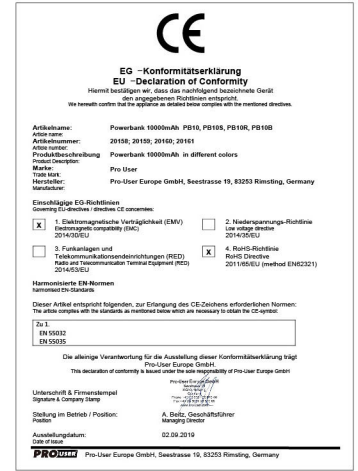 CE
EG -Konformitätserklärung
EU -Declaration of Conformity
Hiermit bestätigen wir, dass das nachfolgend bezeichnete Gerät
den angegebenen Richtlinien entspricht.
We herewith confirm that the appliance as detailed below complies with the mentioned directives.
Artikelname: Powerbank 10000mAh PB10, PB10S, PB10R, PB10B
Article name:
Artikelnummer: 20158; 20159; 20160; 20161
Article number:
Produktbeschreibung Powerbank 10000mAh in different colors
Product Description:
Marke: Pro User
Trade Mark:
Hersteller: Pro-User Europe GmbH, Seestrasse 19, 83253 Rimsting, Germany
Manufacturer:
Einschlägige EG-Richtlinien
Governing EU-directives / directives CE concernées:
X 1. Elektromagnetische Verträglichkeit (EMV)
Electromagnetic compatibility (EMC)
2014/30/EU
2. Niederspannungs-Richtlinie
Low voltage directive
2014/35/EU
3. Funkanlagen und
Telekommunikationsendeinrichtungen (RED)
Radio and Telecommunication Terminal Equipment (RED)
2014/53/EU
X 4. RoHS-Richtlinie
RoHS Directive
2011/65/EU (method EN62321)
Harmonisierte EN-Normen
harmonised EN-Standards
Dieser Artikel entspricht folgenden, zur Erlangung des CE-Zeichens erforderlichen Normen:
The article complies with the standards as mentioned below which are necessary to obtain the CE-symbol:
Zu 1.
EN 55032
EN 55035
Die alleinige Verantwortung für die Ausstellung dieser Konformitätserklärung trägt
Pro-User Europe GmbH.
This declaration of conformity is issued under the sole responsibility of Pro-User Europe GmbH
Pro-User Europe GmbH
Unterschrift & Firmenstempel
Signature & Company Stamp
Stellung im Betrieb / Position: A. Beitz, Geschäftsführer
Position Managing Director
Ausstellungdatum: 02.09.2019
Date of issue
PROUSER Pro-User Europe GmbH, Seestrasse 19, 83253 Rimsting, Germany